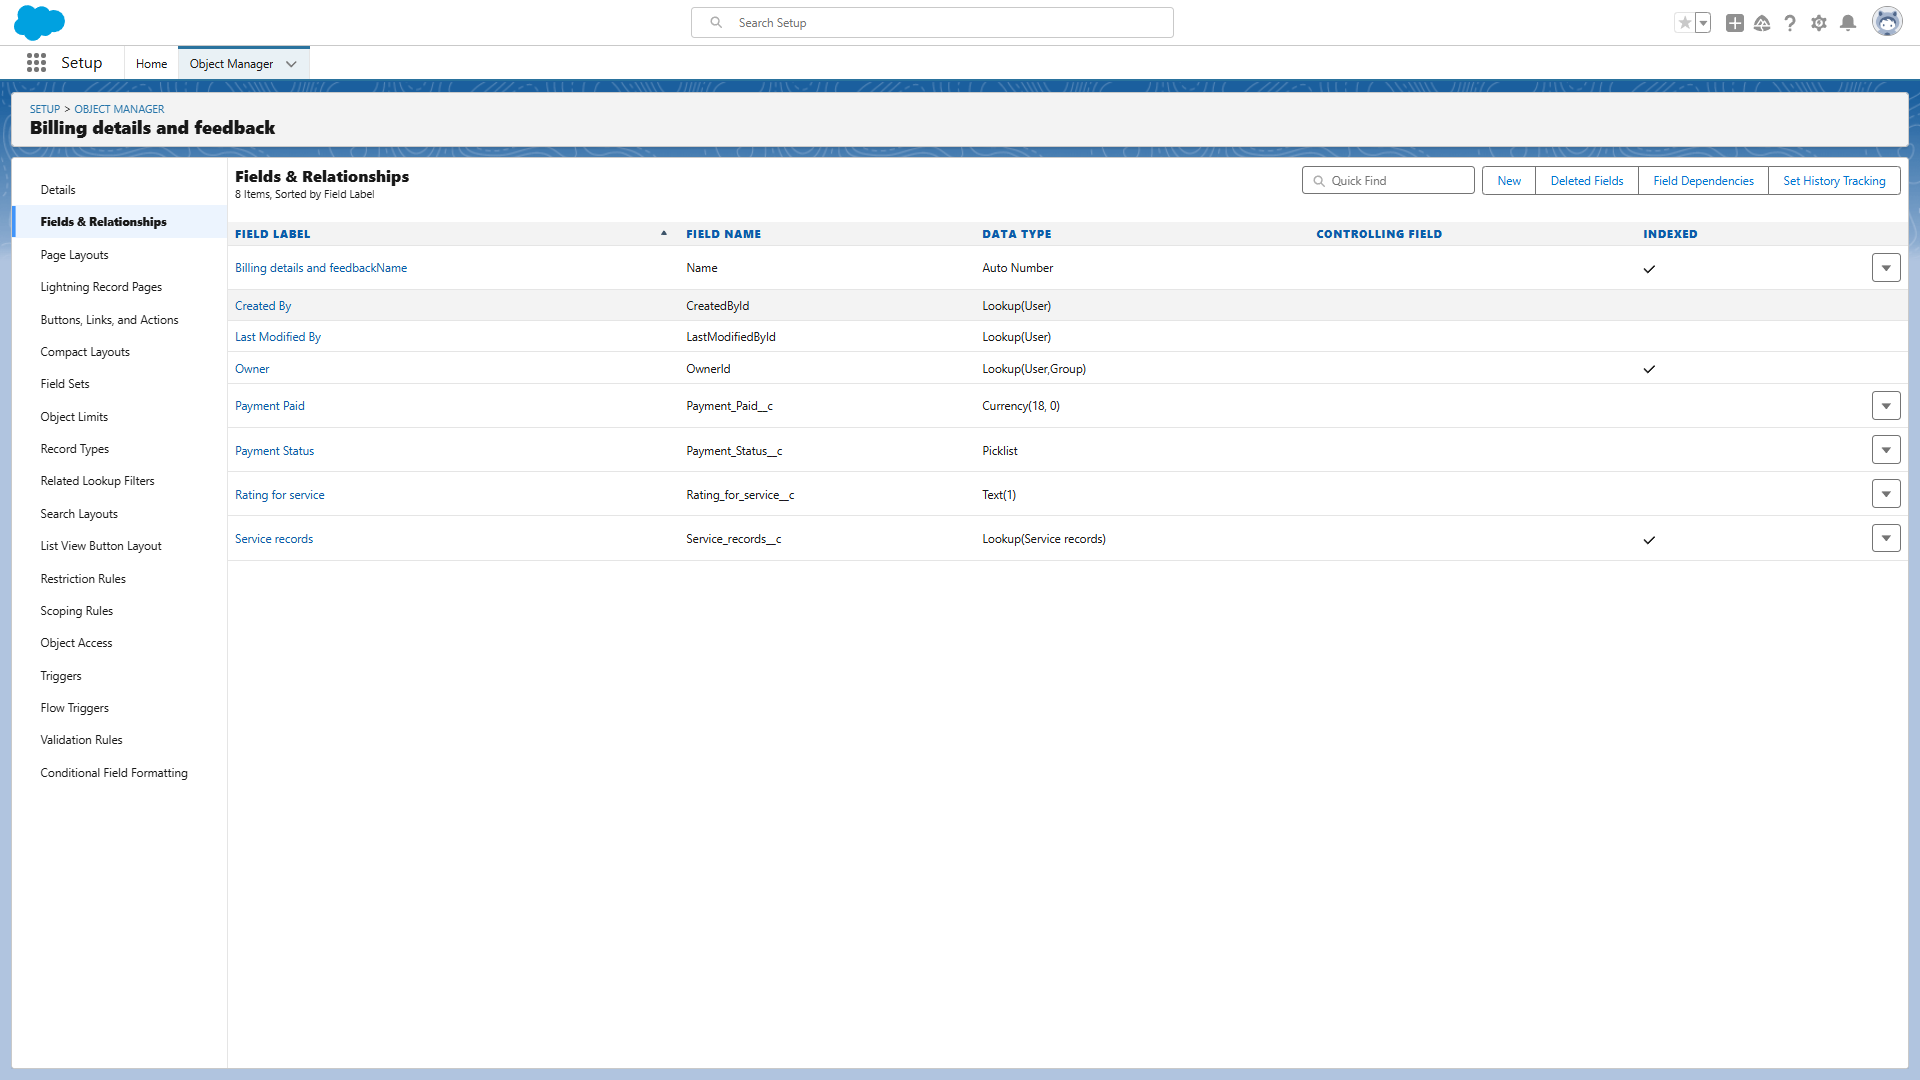 Search Setup
Setup
Home
Object Manager
SETUP > OBJECT MANAGER
Billing details and feedback
Details
Fields & Relationships
Page Layouts
Lightning Record Pages
Buttons, Links, and Actions
Compact Layouts
Field Sets
Object Limits
Record Types
Related Lookup Filters
Search Layouts
List View Button Layout
Restriction Rules
Scoping Rules
Object Access
Triggers
Flow Triggers
Validation Rules
Conditional Field Formatting
Fields & Relationships
8 Items, Sorted by Field Label
Quick Find
New
Deleted Fields
Field Dependencies
Set History Tracking
FIELD LABEL FIELD NAME DATA TYPE CONTROLLING FIELD INDEXED
Billing details and feedbackName Name Auto Number
Created By CreatedById Lookup(User)
Last Modified By LastModifiedById Lookup(User)
Owner OwnerId Lookup(User,Group)
Payment Paid Payment_Paid__c Currency(18, 0)
Payment Status Payment_Status__c Picklist
Rating for service Rating_for_service__c Text(1)
Service records Service_records__c Lookup(Service records)